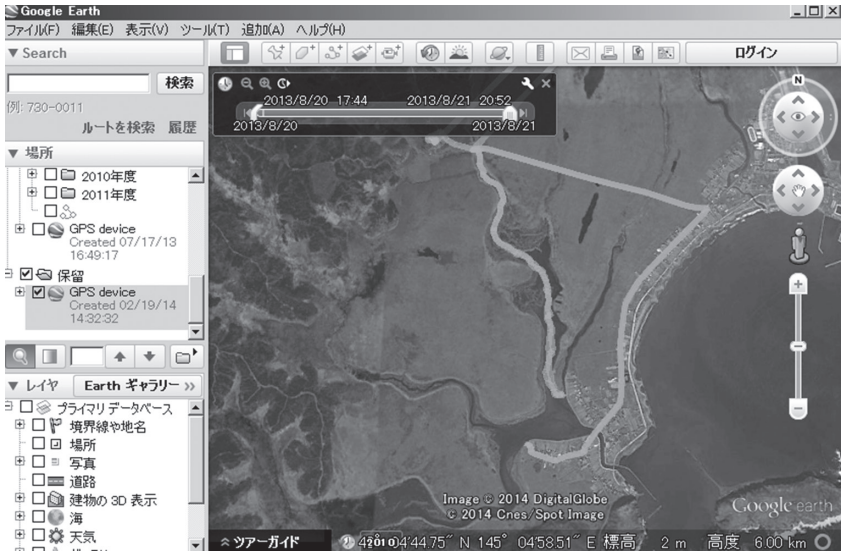 Google Earth
ファイル(F) 編集(E) 表示(V) ツール(T) 追加(A) ヘルプ(H)
▼ Search
検索
例: 730-0011
ルートを検索 履歴
▼ 場所
2010年度
2011年度
GPS device
Created 07/17/13
16:49:17
保留
GPS device
Created 02/19/14
14:32:32
▼ レイヤ Earth ギャラリー >>
プライマリ データベース
境界線や地名
場所
写真
道路
建物の 3D 表示
海
天気
ログイン
2013/8/20 17:44 2013/8/21 20:52
2013/8/20 2013/8/21
N
Image © 2014 DigitalGlobe
© 2014 Cnes/Spot Image
Google earth
ツアーガイド
04'44.75" N 145° 04'58.51" E 標高 2 m 高度 6.00 km